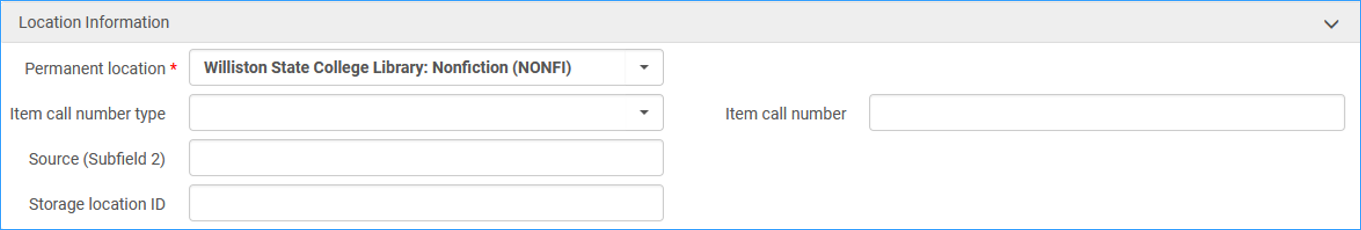 Location Information
Permanent location * Williston State College Library: Nonfiction (NONFI)
Item call number type Item call number
Source (Subfield 2)
Storage location ID